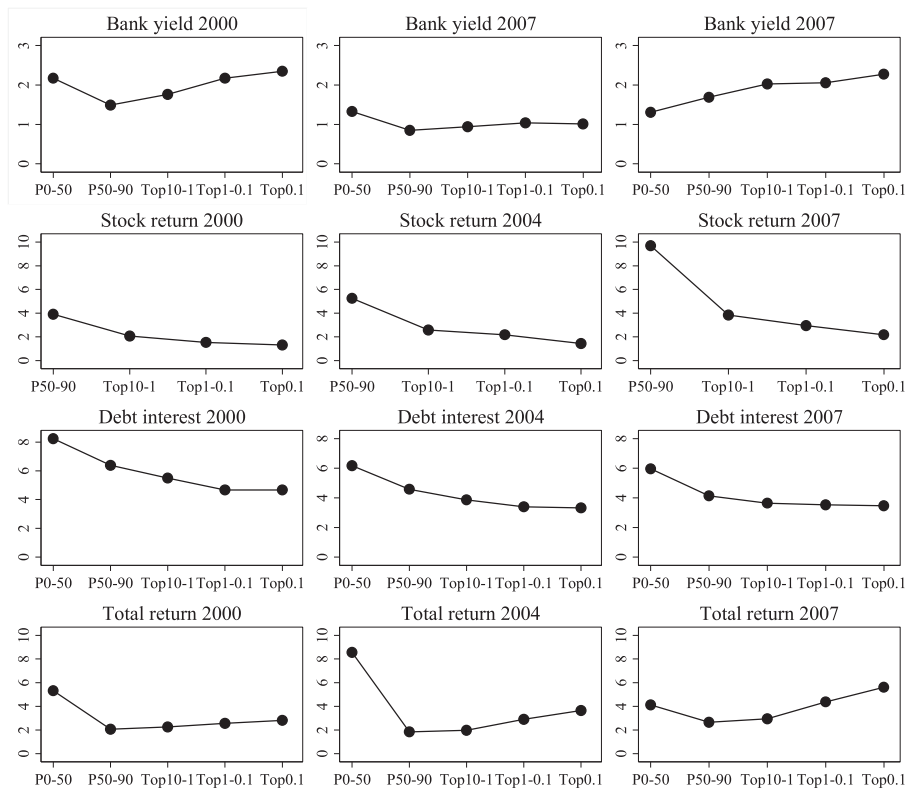 Bank yield 2000
0 1 2 3
P0-50 P50-90 Top10-1 Top1-0.1 Top0.1
Bank yield 2007
0 1 2 3
P0-50 P50-90 Top10-1 Top1-0.1 Top0.1
Bank yield 2007
0 1 2 3
P0-50 P50-90 Top10-1 Top1-0.1 Top0.1
Stock return 2000
0 2 4 6 8 10
P50-90 Top10-1 Top1-0.1 Top0.1
Stock return 2004
0 2 4 6 8 10
P50-90 Top10-1 Top1-0.1 Top0.1
Stock return 2007
0 2 4 6 8 10
P50-90 Top10-1 Top1-0.1 Top0.1
Debt interest 2000
0 2 4 6 8
P0-50 P50-90 Top10-1 Top1-0.1 Top0.1
Debt interest 2004
0 2 4 6 8
P0-50 P50-90 Top10-1 Top1-0.1 Top0.1
Debt interest 2007
0 2 4 6 8
P0-50 P50-90 Top10-1 Top1-0.1 Top0.1
Total return 2000
0 2 4 6 8 10
P0-50 P50-90 Top10-1 Top1-0.1 Top0.1
Total return 2004
0 2 4 6 8 10
P0-50 P50-90 Top10-1 Top1-0.1 Top0.1
Total return 2007
0 2 4 6 8 10
P0-50 P50-90 Top10-1 Top1-0.1 Top0.1